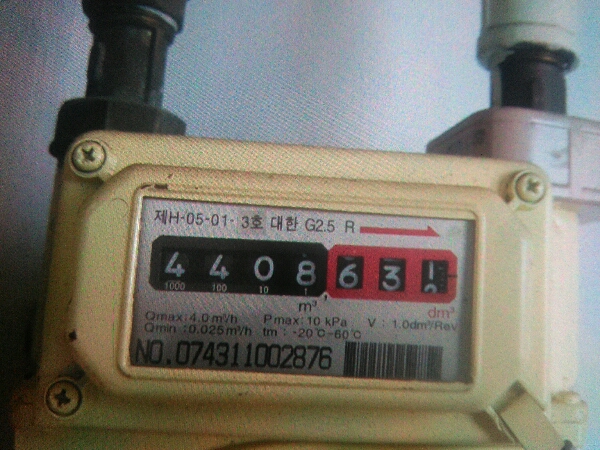 제H-05-01- 3호 대한 G2.5 R
4 4 0 8 , 6 3
1000 100 10 1
m³ dm³
Qmax:4.0㎥/h Pmax:10 kPa V : 1.0dm³/Rev
Qmin:0.025㎥/h tm: -20℃~60℃
NO.074311002876